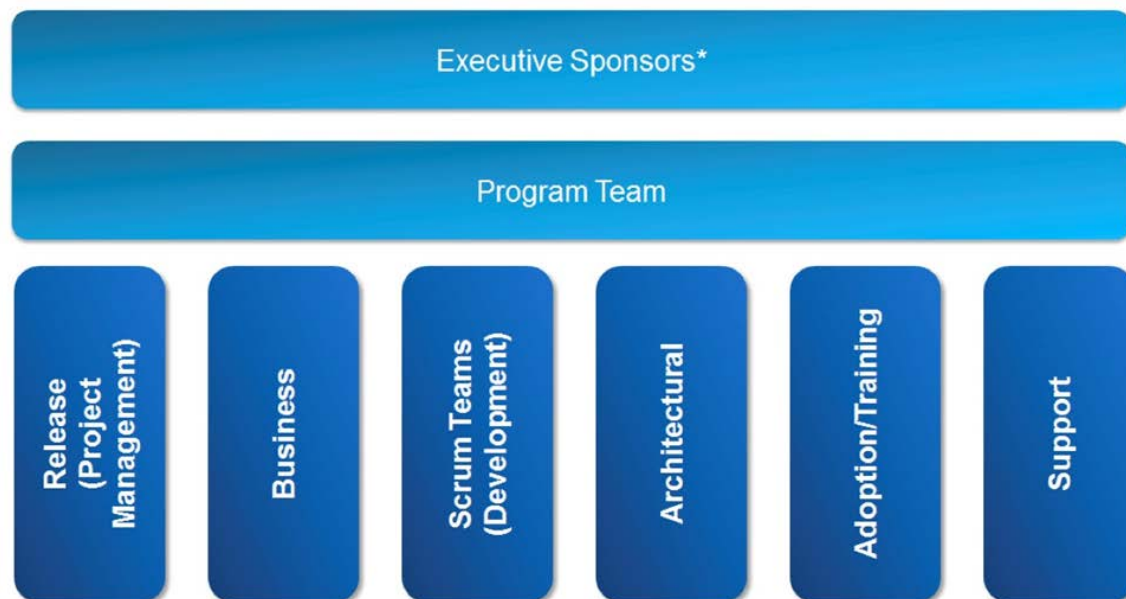 Executive Sponsors*
Program Team
Release
(Project
Management)
Business
Scrum Teams
(Development)
Architectural
Adoption/Training
Support